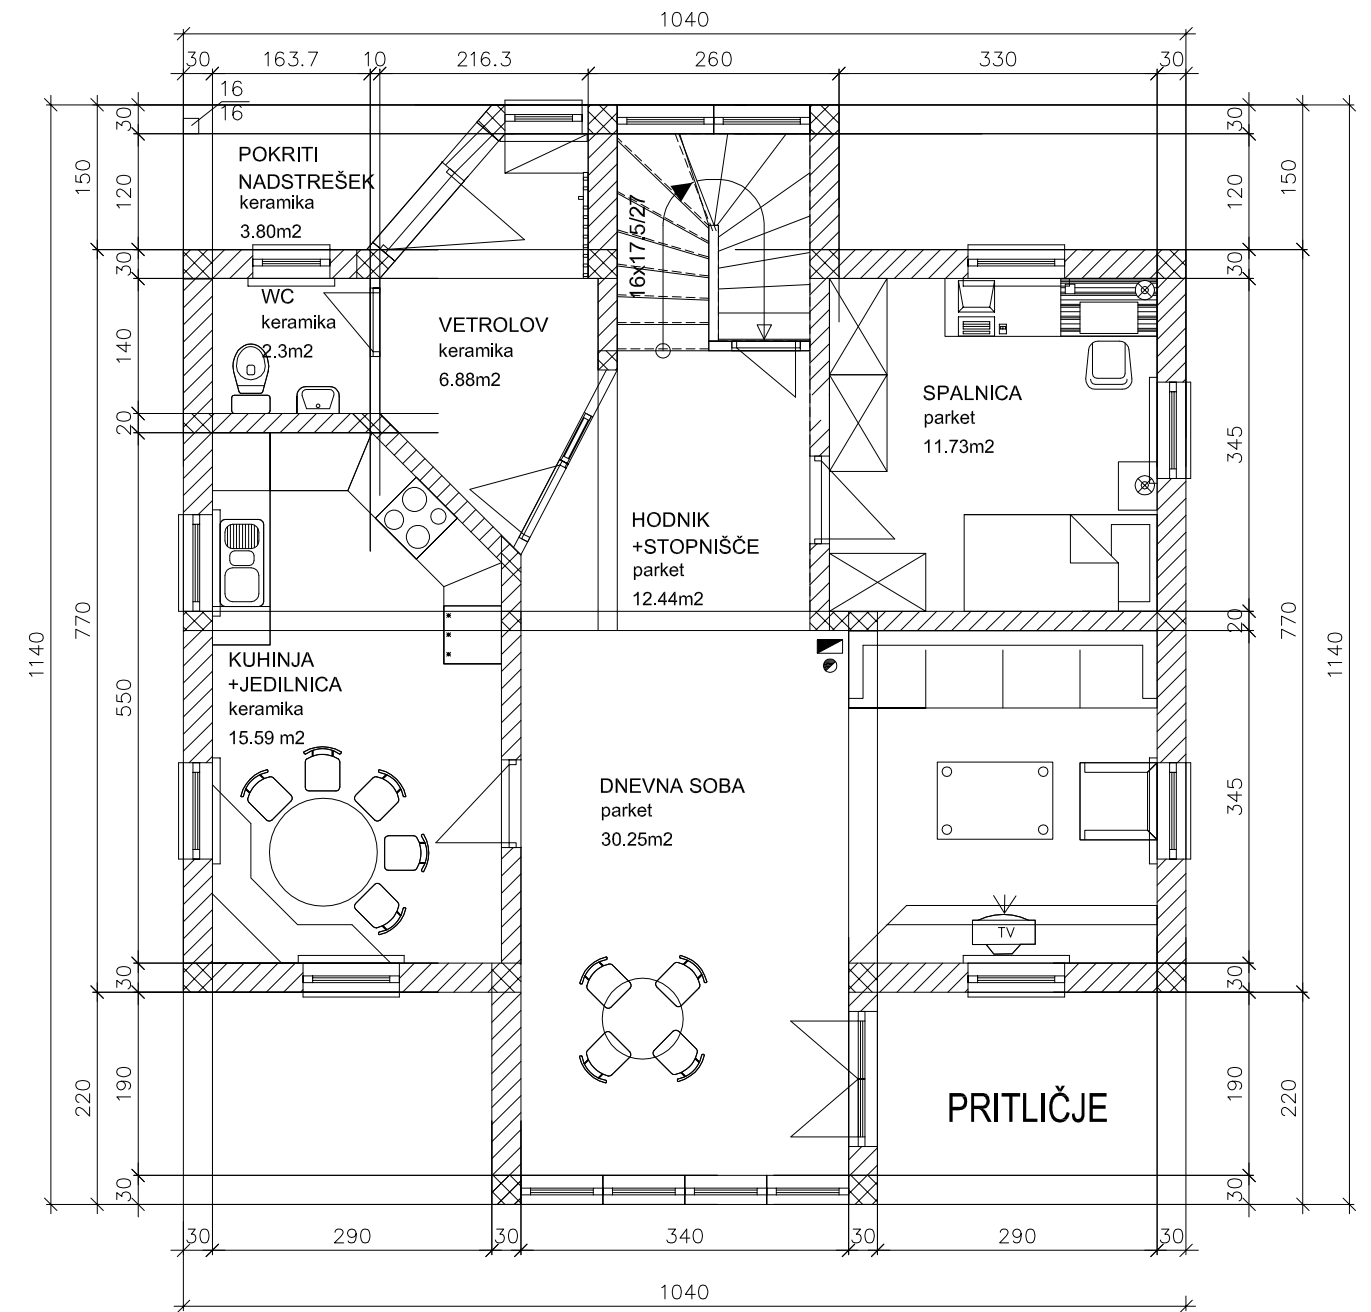 1040
30 163.7 10 216.3 260 330 30
16
16
30
120
150
30
140
20
770
1140
550
30
190
220
30
POKRITI
NADSTREŠEK
keramika
3.80m2
WC
keramika
2.3m2
VETROLOV
keramika
6.88m2
16x17.5/27
SPALNICA
parket
11.73m2
HODNIK
+STOPNIŠČE
parket
12.44m2
KUHINJA
+JEDILNICA
keramika
15.59 m2
DNEVNA SOBA
parket
30.25m2
TV
PRITLIČJE
30
120
150
30
345
20
770
1140
345
30
190
220
30
30 290 30 340 30 290 30
1040